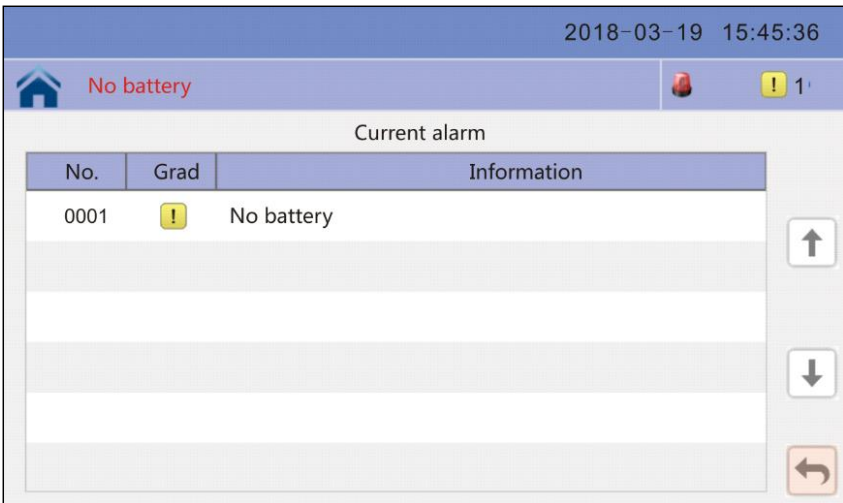 2018-03-19 15:45:36
No battery ! 1
Current alarm
No. Grad Information
0001 ! No battery